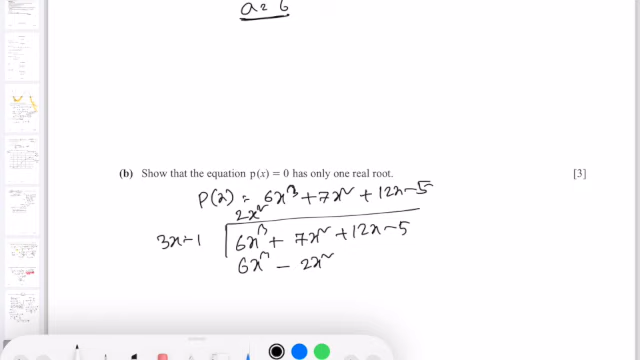 a = 6
(b) Show that the equation p(x) = 0 has only one real root. [3]
P(x) = 6x³ + 7x² + 12x - 5
2x²
3x - 1 6x³ + 7x² + 12x - 5
6x³ - 2x²